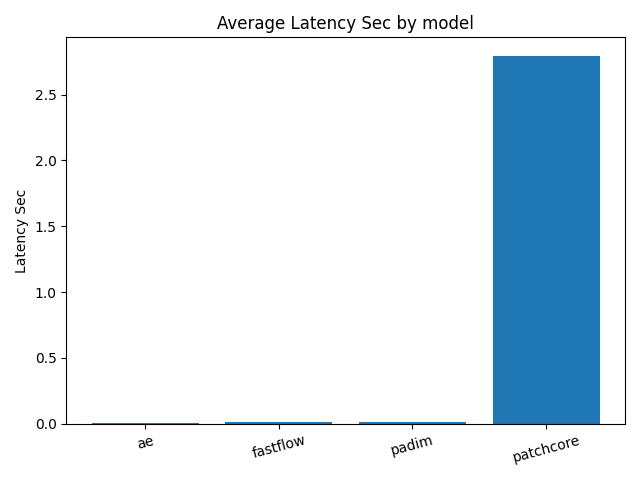 Average Latency Sec by model
Latency Sec
2.5
2.0
1.5
1.0
0.5
0.0
ae
fastflow
padim
patchcore